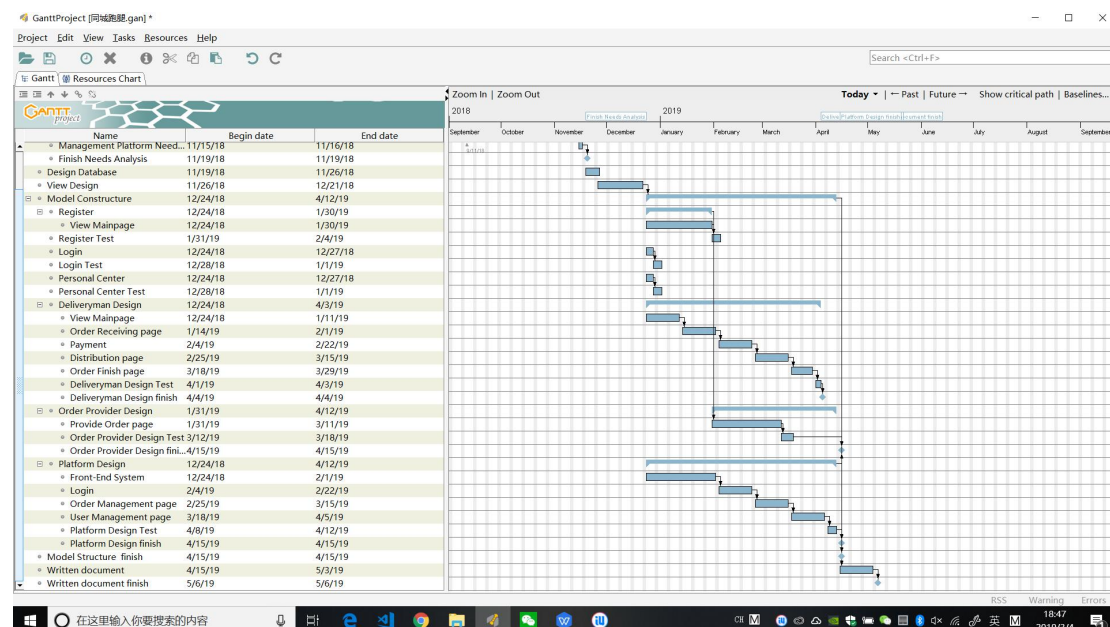 GanttProject [同城跑腿.gan] *
Project Edit View Tasks Resources Help
Search <Ctrl+F>
Gantt Resources Chart
Zoom In | Zoom Out Today ▾ | ←Past | Future→ Show critical path | Baselines...
GANTT project
2018 2019
Finish Needs Analysis
Platform Design finish
September October November December January February March April May June July August September
Name Begin date End date
Management Platform Need... 11/15/18 11/16/18
Finish Needs Analysis 11/19/18 11/19/18
Design Database 11/19/18 11/26/18
View Design 11/26/18 12/21/18
Model Constructure 12/24/18 4/12/19
Register 12/24/18 1/30/19
View Mainpage 12/24/18 1/30/19
Register Test 1/31/19 2/4/19
Login 12/24/18 12/27/18
Login Test 12/28/18 1/1/19
Personal Center 12/24/18 12/27/18
Personal Center Test 12/28/18 1/1/19
Deliveryman Design 12/24/18 4/3/19
View Mainpage 12/24/18 1/11/19
Order Receiving page 1/14/19 2/1/19
Payment 2/4/19 2/22/19
Distribution page 2/25/19 3/15/19
Order Finish page 3/18/19 3/29/19
Deliveryman Design Test 4/1/19 4/3/19
Deliveryman Design finish 4/4/19 4/4/19
Order Provider Design 1/31/19 4/12/19
Provide Order page 1/31/19 3/11/19
Order Provider Design Test 3/12/19 3/18/19
Order Provider Design fini... 4/15/19 4/15/19
Platform Design 12/24/18 4/12/19
Front-End System 12/24/18 2/1/19
Login 2/4/19 2/22/19
Order Management page 2/25/19 3/15/19
User Management page 3/18/19 4/5/19
Platform Design Test 4/8/19 4/12/19
Platform Design finish 4/15/19 4/15/19
Model Structure finish 4/15/19 4/15/19
Written document 4/15/19 5/3/19
Written document finish 5/6/19 5/6/19
RSS Warning Errors
在这里输入你要搜索的内容
CH M 英 M 18:47